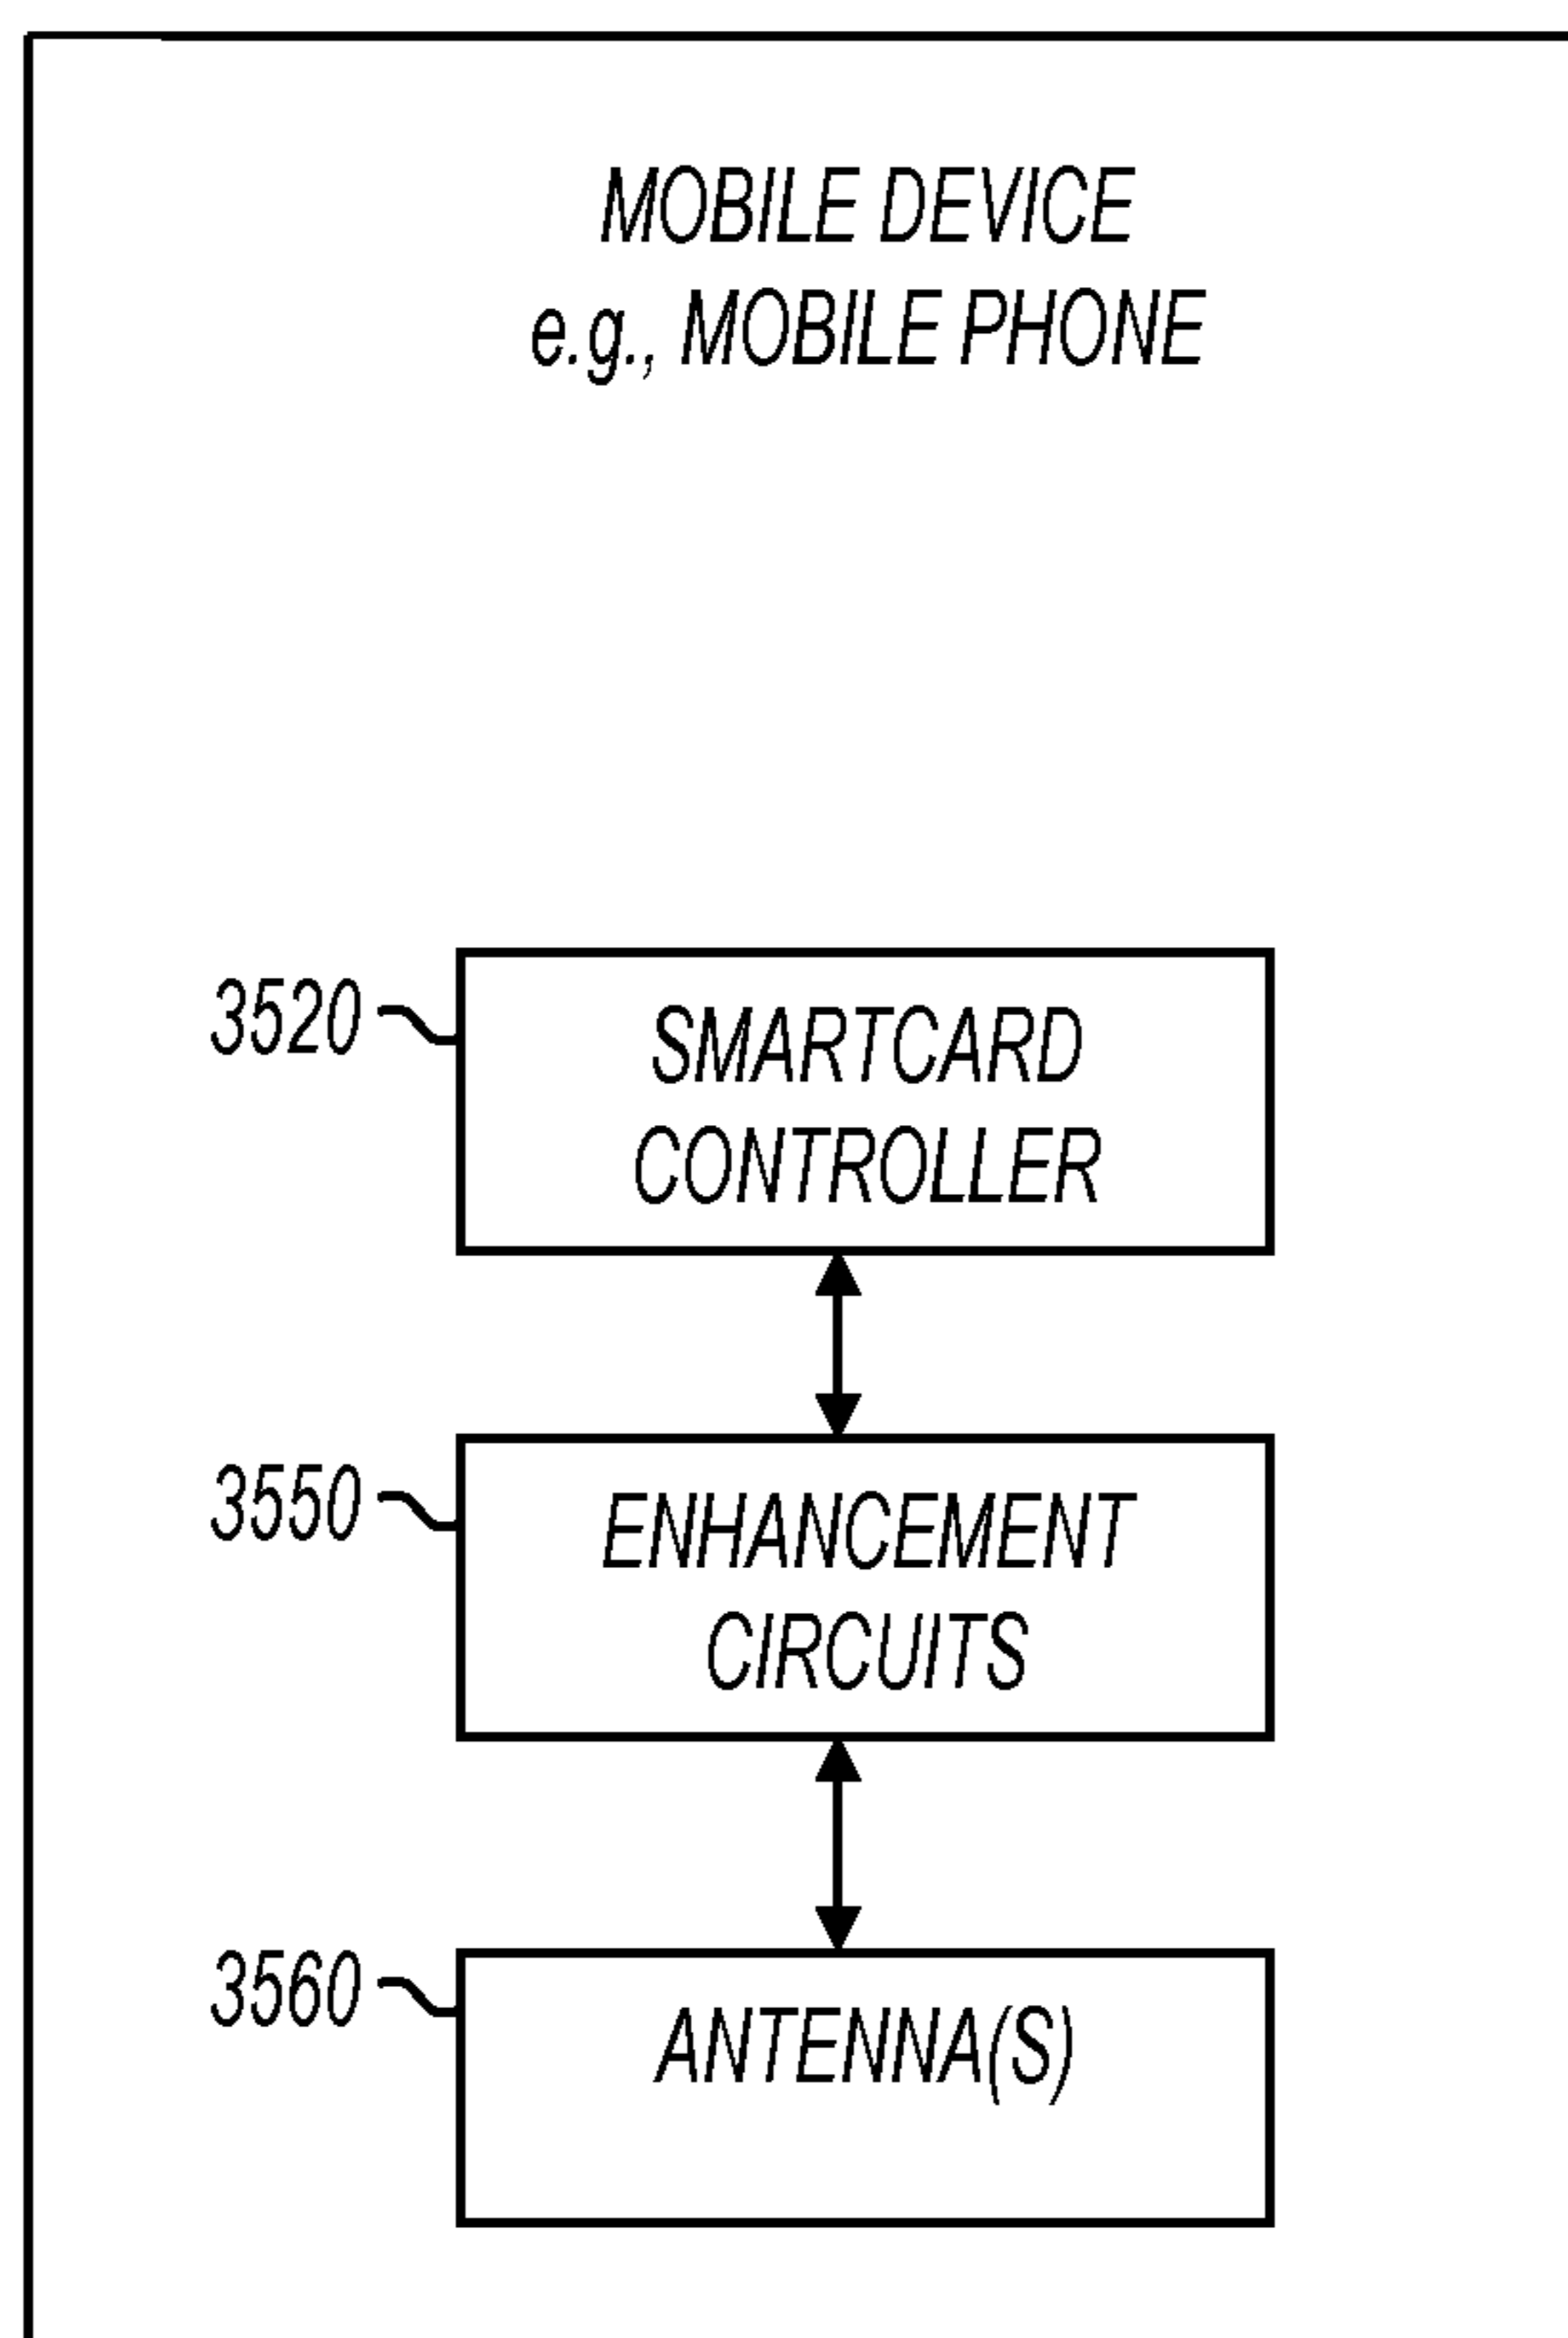 MOBILE DEVICE
e.g., MOBILE PHONE
3520
SMARTCARD
CONTROLLER
3550
ENHANCEMENT
CIRCUITS
3560
ANTENNA(S)